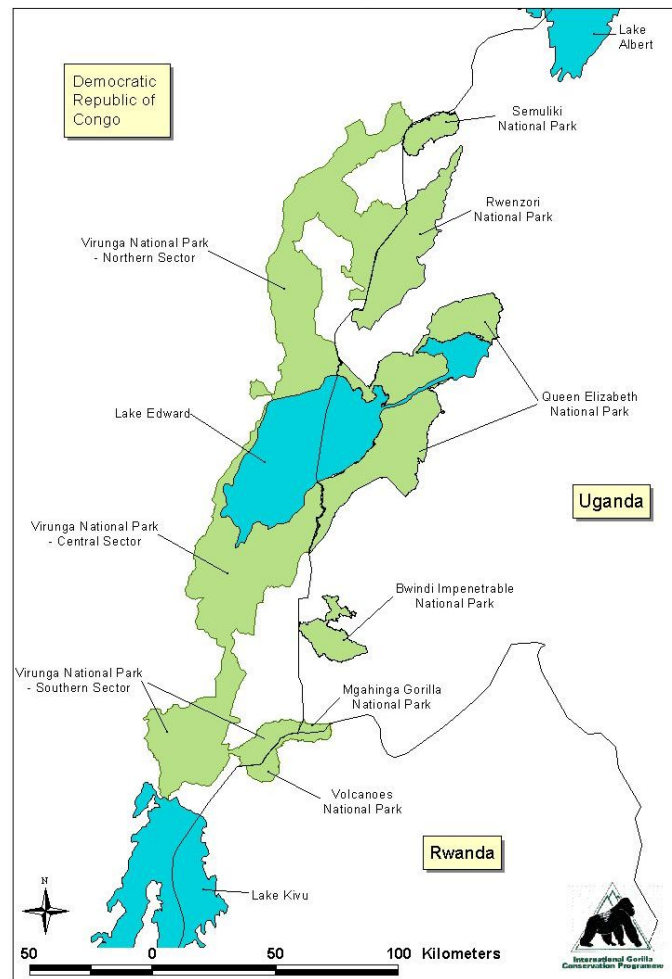 Lake
Albert
Democratic
Republic of
Congo
Semuliki
National Park
Rwenzori
National Park
Virunga National Park
- Northern Sector
Queen Elizabeth
National Park
Lake Edward
Uganda
Virunga National Park
- Central Sector
Bwindi Impenetrable
National Park
Virunga National Park
- Southern Sector
Mgahinga Gorilla
National Park
Volcanoes
National Park
Rwanda
Lake Kivu
N
50 0 50 100 Kilometers
International Gorilla
Conservation Programme